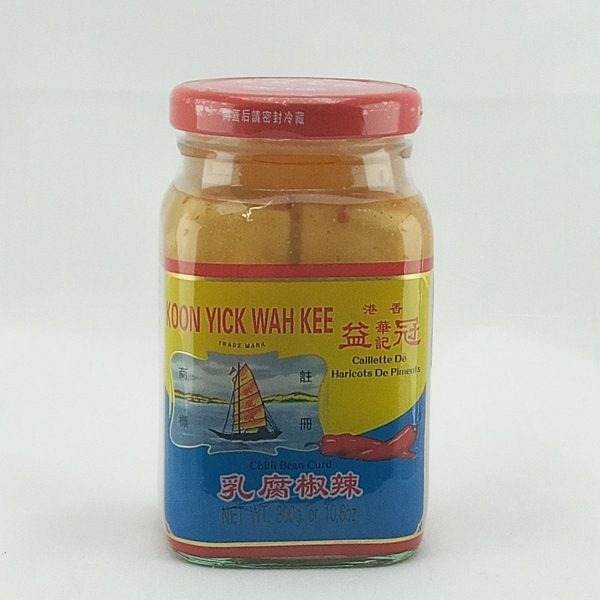 開蓋后請密封冷藏
KOON YICK WAH KEE
TRADE MARK
香港
冠益華記
Caillette De
Haricots De Piments
註冊
商標
Chilli Bean Curd
辣椒腐乳
NET WT. 300g. or 10.6oz